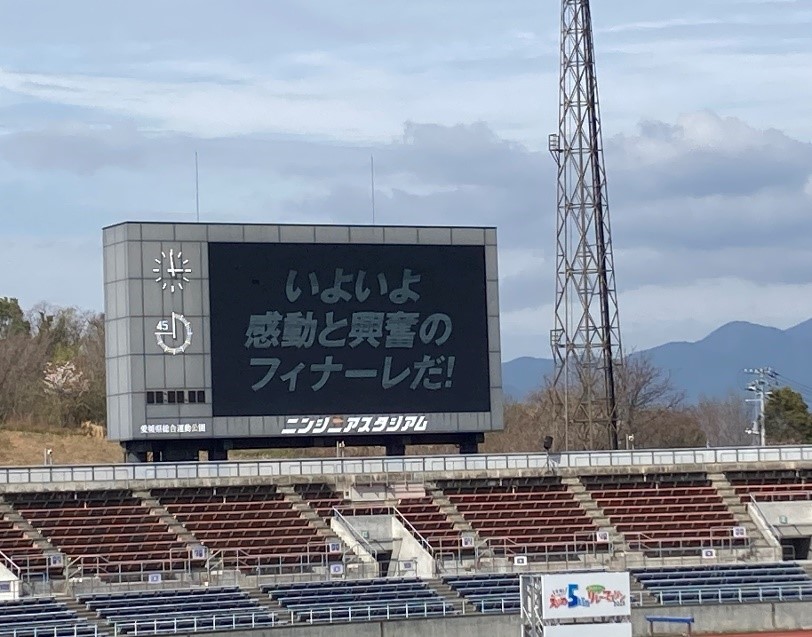 いよいよ
感動と興奮の
フィナーレだ!
45
愛媛県総合運動公園
ニンジニアスタジアム